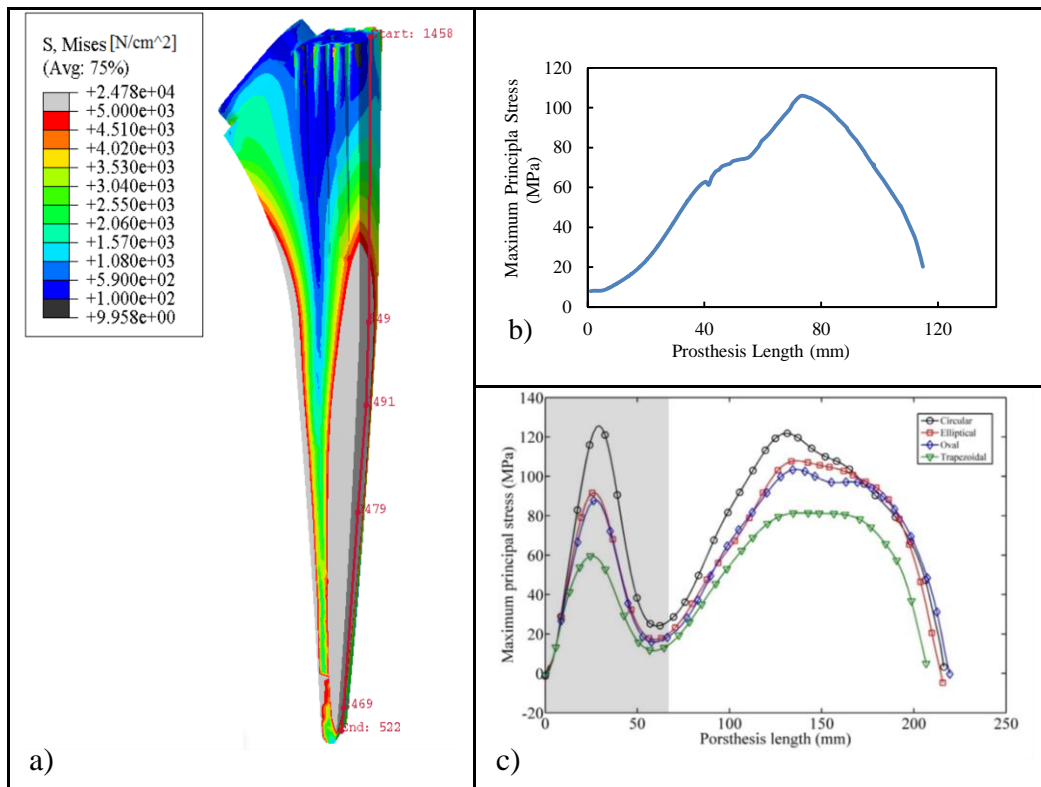 S, Mises [N/cm^2]
(Avg: 75%)
+2.478e+04
+5.000e+03
+4.510e+03
+4.020e+03
+3.530e+03
+3.040e+03
+2.550e+03
+2.060e+03
+1.570e+03
+1.080e+03
+5.900e+02
+1.000e+02
+9.958e+00
Start: 1458
491
479
469
End: 522
a)
Maximum Principla Stress
(MPa)
120
100
80
60
40
20
0
0 40 80 120
Prosthesis Length (mm)
b)
Maximum principal stress (MPa)
140
120
100
80
60
40
20
0
-20
0 50 100 150 200 250
Porsthesis length (mm)
Circular
Elliptical
Oval
Trapezoidal
c)